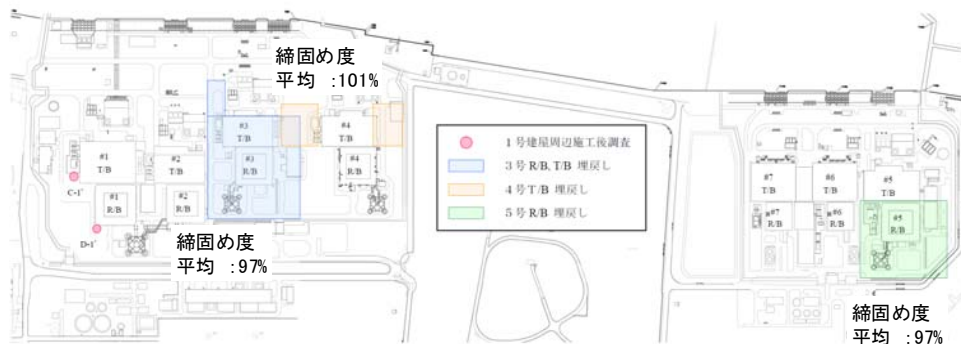 締固め度
平均 :101%
#3
T/B
#4
T/B
#1
T/B
#2
T/B
#3
R/B
#4
R/B
C-1'
#1
R/B
#2
R/B
D-1'
締固め度
平均 :97%
1号建屋周辺施工後調査
3号 R/B, T/B 埋戻し
4号 T/B 埋戻し
5号 R/B 埋戻し
#7
T/B
#6
T/B
#5
T/B
#7
R/B
#6
R/B
#5
R/B
締固め度
平均 :97%